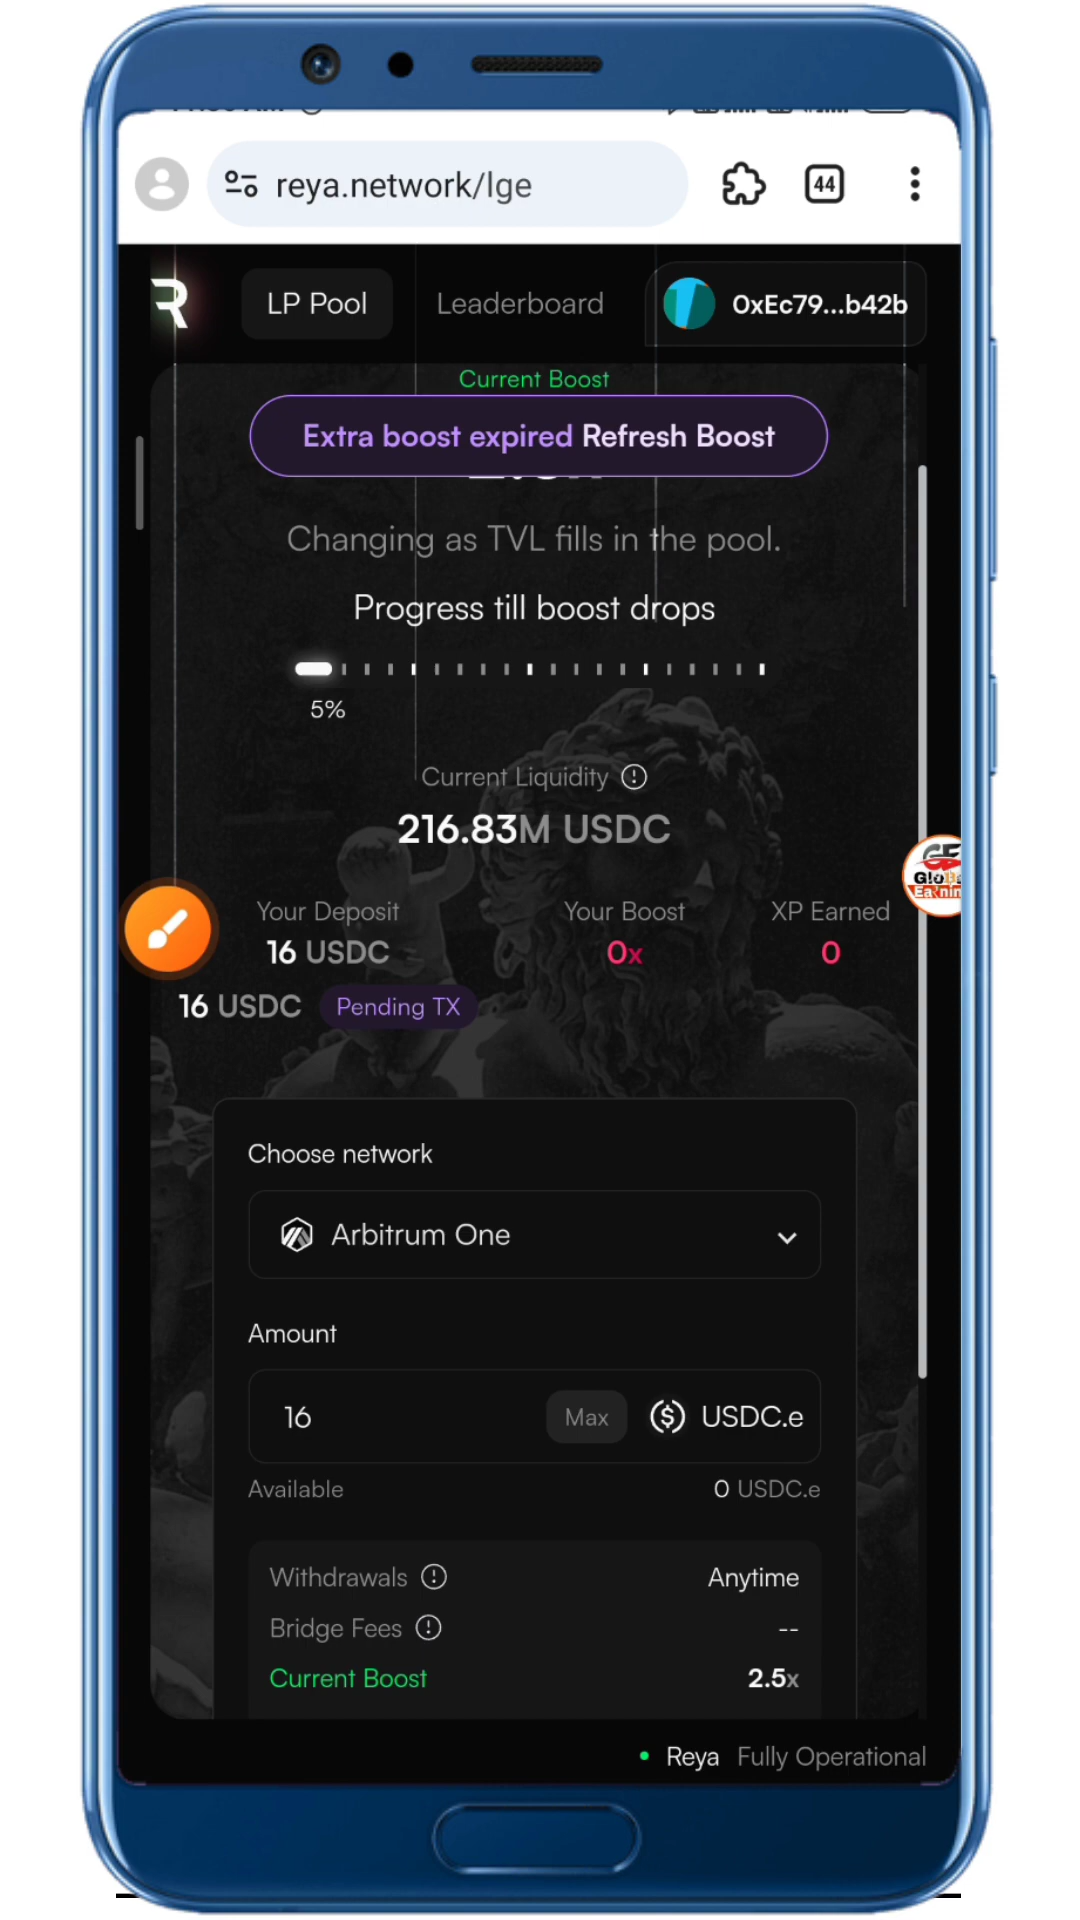 reya.network/lge
44
LP Pool
Leaderboard
0xEc79...b42b
Current Boost
Extra boost expired Refresh Boost
Changing as TVL fills in the pool.
Progress till boost drops
5%
Current Liquidity
216.83M USDC
Your Deposit
Your Boost
XP Earned
16 USDC
0x
0
16 USDC
Pending TX
Choose network
Arbitrum One
Amount
16
Max
USDC.e
Available
0 USDC.e
Withdrawals
Anytime
Bridge Fees
--
Current Boost
2.5x
Reya Fully Operational